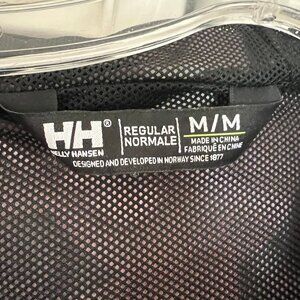 HH
HELLY HANSEN
REGULAR
NORMALE
M/M
MADE IN CHINA
FABRIQUÉ EN CHINE
DESIGNED AND DEVELOPED IN NORWAY SINCE 1877